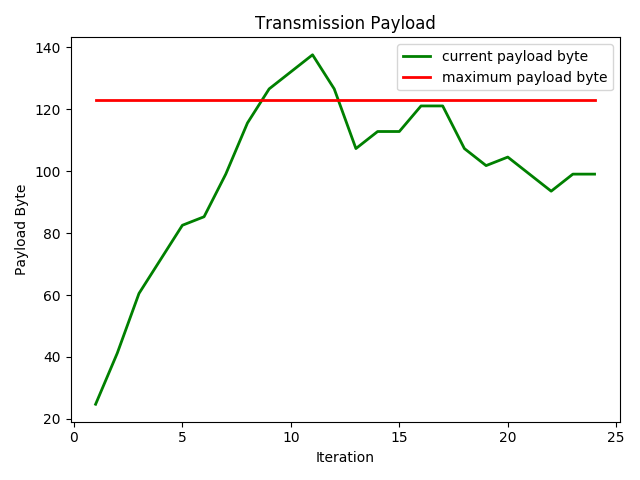 Transmission Payload
current payload byte
maximum payload byte
Payload Byte
140
120
100
80
60
40
20
0 5 10 15 20 25
Iteration